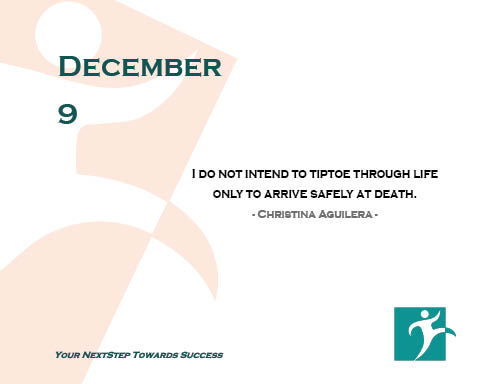 December
9
I do not intend to tiptoe through life
only to arrive safely at death.
- Christina Aguilera -
Your NextStep Towards Success